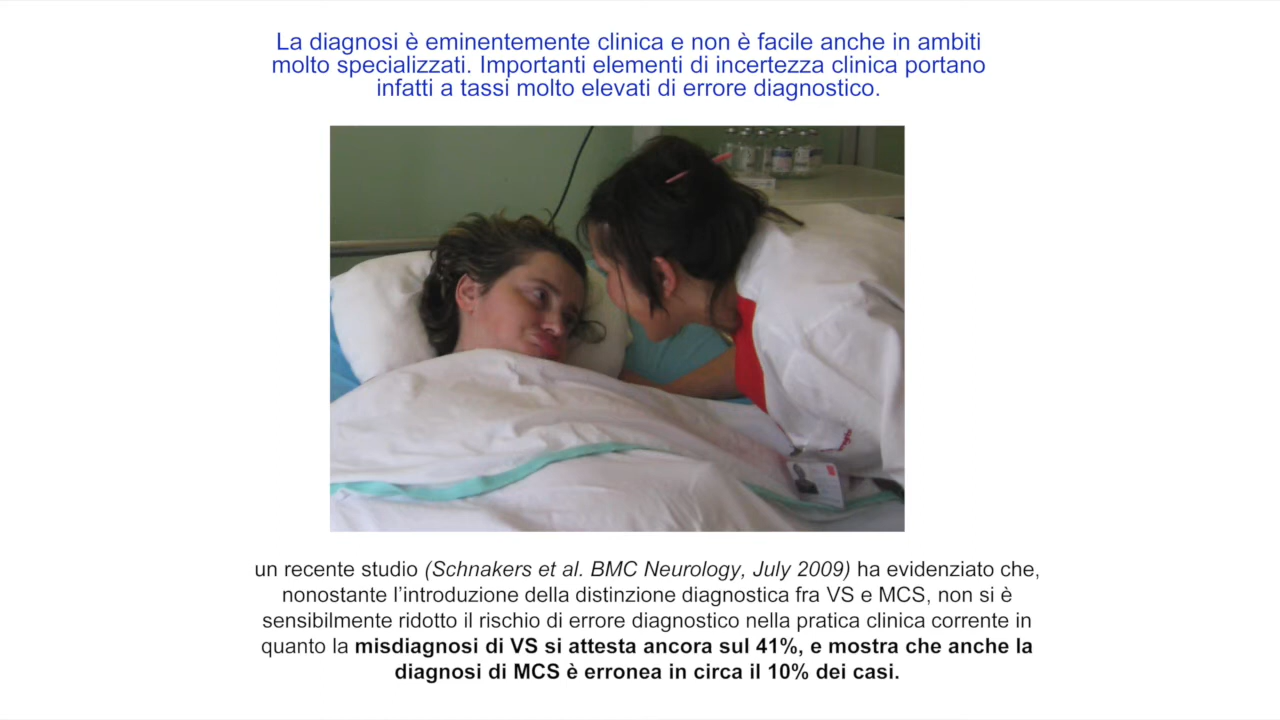 La diagnosi è eminentemente clinica e non è facile anche in ambiti
molto specializzati. Importanti elementi di incertezza clinica portano
infatti a tassi molto elevati di errore diagnostico.
un recente studio (Schnakers et al. BMC Neurology, July 2009) ha evidenziato che,
nonostante l'introduzione della distinzione diagnostica fra VS e MCS, non si è
sensibilmente ridotto il rischio di errore diagnostico nella pratica clinica corrente in
quanto la misdiagnosi di VS si attesta ancora sul 41%, e mostra che anche la
diagnosi di MCS è erronea in circa il 10% dei casi.